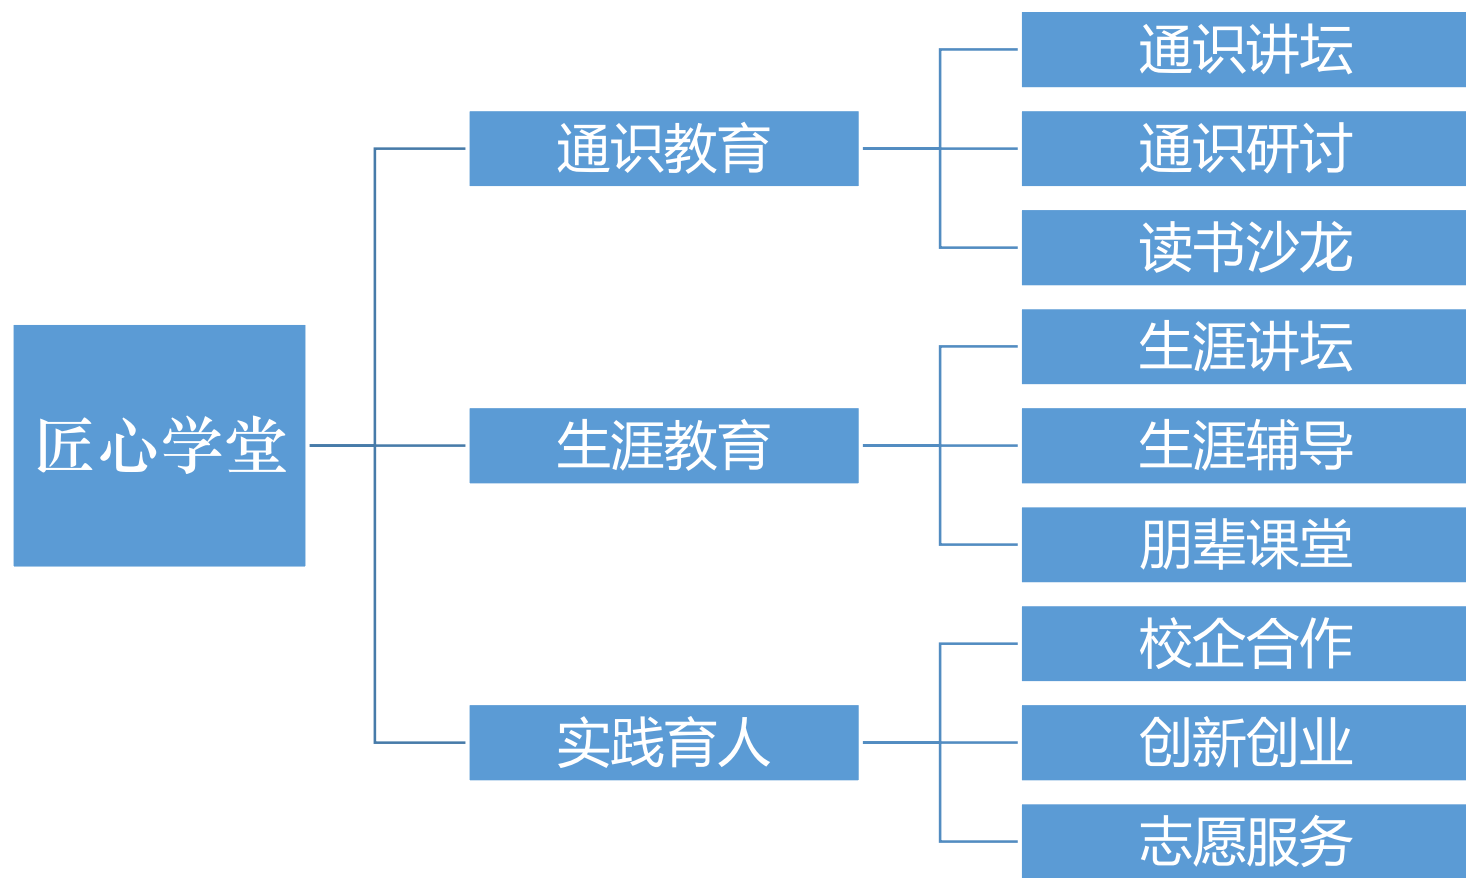 匠心学堂
通识教育
通识讲坛
通识研讨
读书沙龙
生涯教育
生涯讲坛
生涯辅导
朋辈课堂
实践育人
校企合作
创新创业
志愿服务